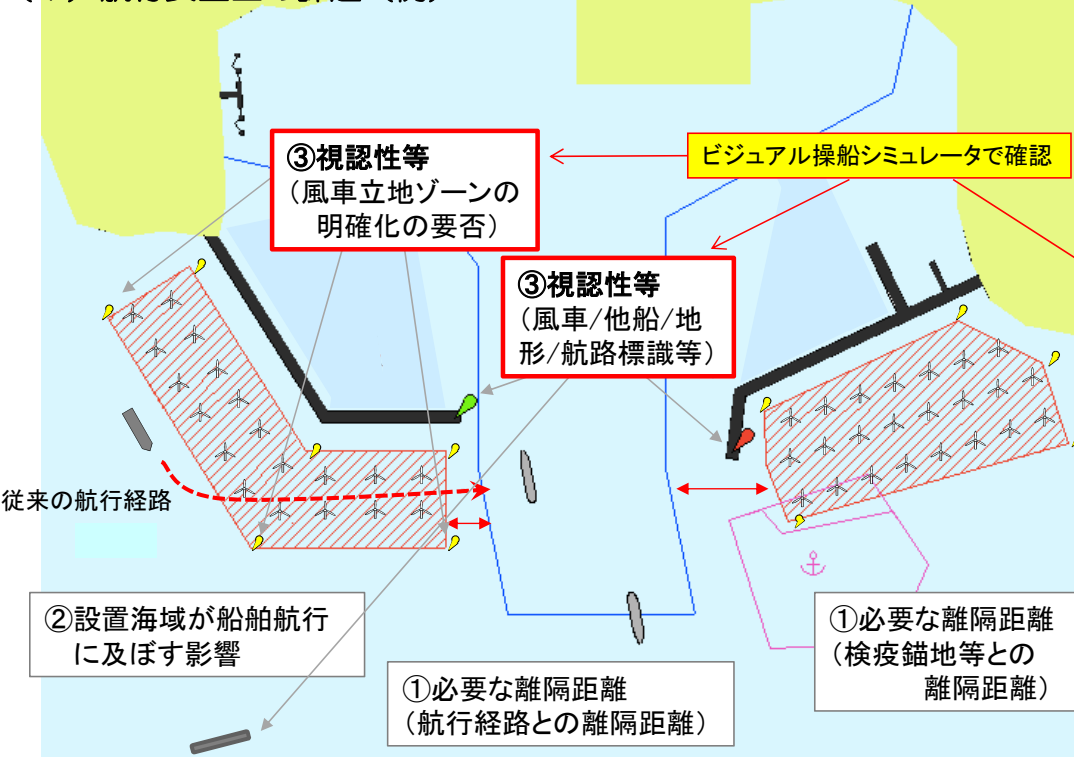 ③視認性等
(風車立地ゾーンの
明確化の要否)
ビジュアル操船シミュレータで確認
③視認性等
(風車/他船/地
形/航路標識等)
従来の航行経路
②設置海域が船舶航行
に及ぼす影響
①必要な離隔距離
(航行経路との離隔距離)
①必要な離隔距離
(検疫錨地等との
離隔距離)